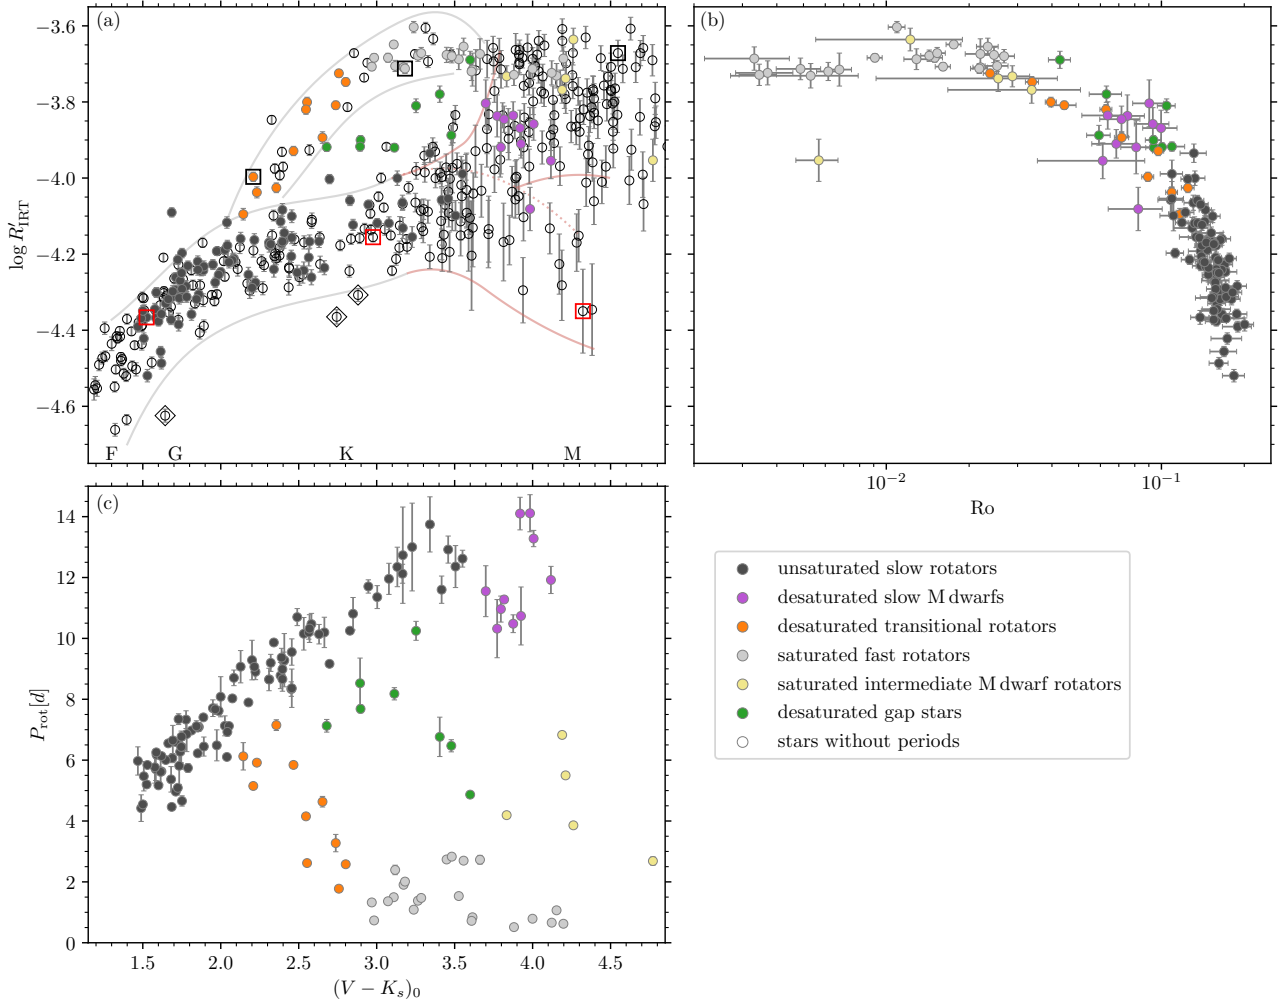 (a)
−3.6
−3.8
−4.0
−4.2
−4.4
−4.6
log R′IRT
F G K M
(b)
10−2 10−1
Ro
(c)
14
12
10
8
6
4
2
0
Prot[d]
1.5 2.0 2.5 3.0 3.5 4.0 4.5
(V − Ks)0
unsaturated slow rotators
desaturated slow M dwarfs
desaturated transitional rotators
saturated fast rotators
saturated intermediate M dwarf rotators
desaturated gap stars
stars without periods